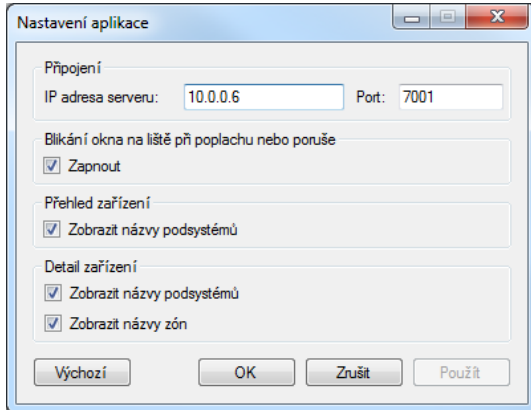 Nastavení aplikace
Připojení
IP adresa serveru: 10.0.0.6 Port: 7001
Blikání okna na liště při poplachu nebo poruše
Zapnout
Přehled zařízení
Zobrazit názvy podsystémů
Detail zařízení
Zobrazit názvy podsystémů
Zobrazit názvy zón
Výchozí OK Zrušit Použít